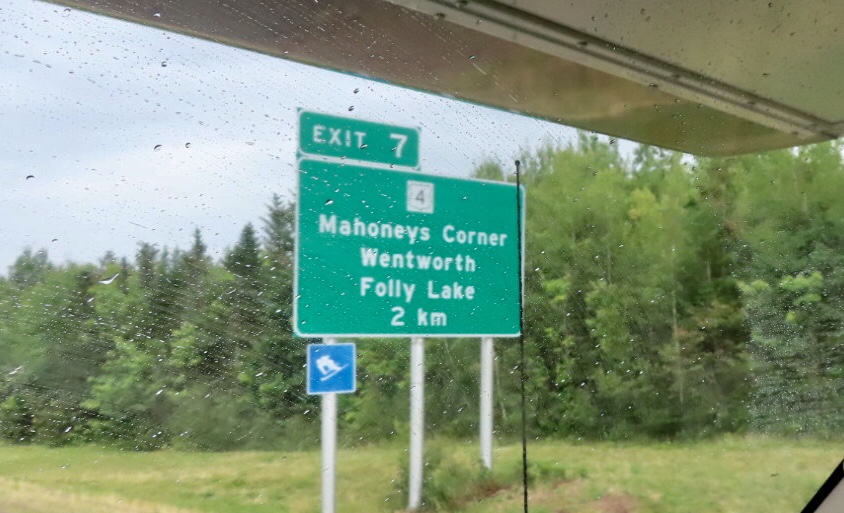 EXIT 7
4
Mahoneys Corner
Wentworth
Folly Lake
2 km